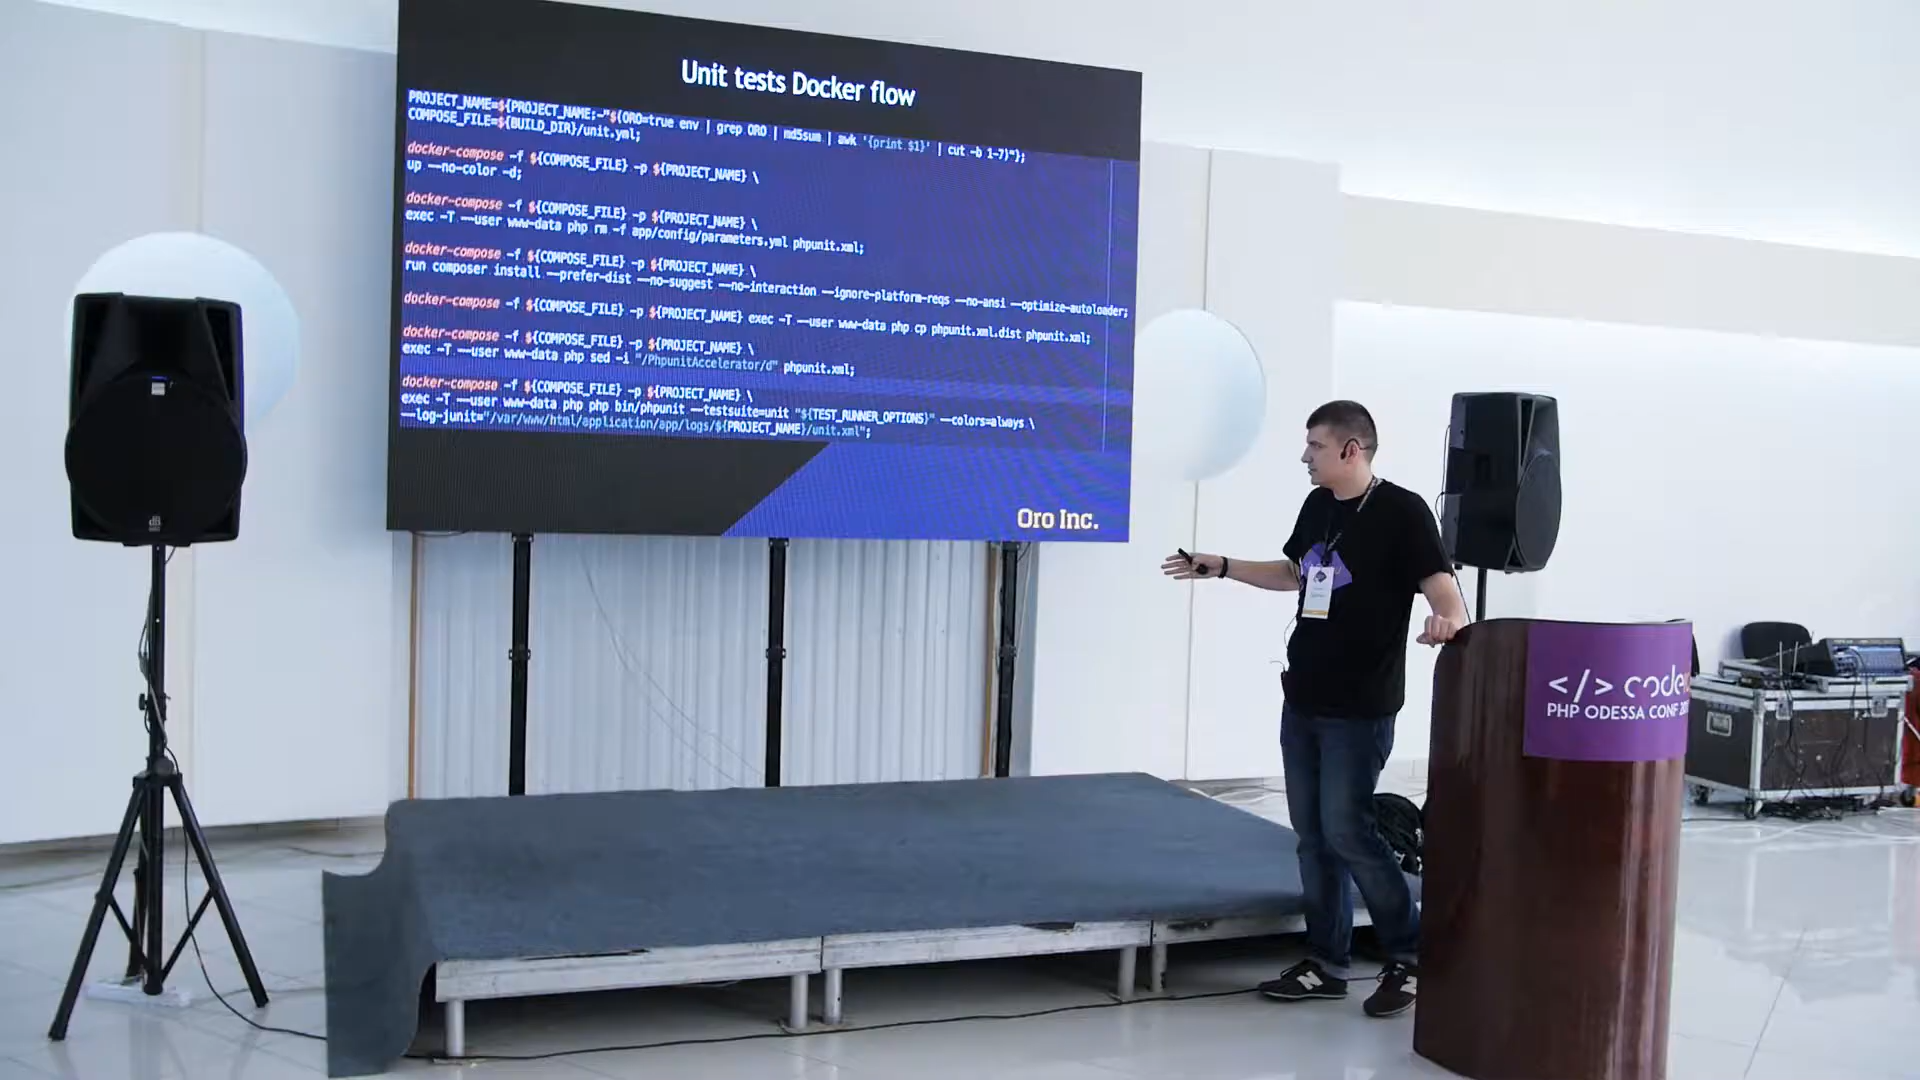 Unit tests Docker flow
PROJECT_NAME=${PROJECT_NAME:-"$(ORO=true env | grep ORO | md5sum | awk '{print $1}' | cut -b 1-7)"};
COMPOSE_FILE=${BUILD_DIR}/unit.yml;
docker-compose -f ${COMPOSE_FILE} -p ${PROJECT_NAME} \
up --no-color -d;
docker-compose -f ${COMPOSE_FILE} -p ${PROJECT_NAME} \
exec -T --user www-data php rm -f app/config/parameters.yml phpunit.xml;
docker-compose -f ${COMPOSE_FILE} -p ${PROJECT_NAME} \
run composer install --prefer-dist --no-suggest --no-interaction --ignore-platform-reqs --no-ansi --optimize-autoloader;
docker-compose -f ${COMPOSE_FILE} -p ${PROJECT_NAME} exec -T --user www-data php cp phpunit.xml.dist phpunit.xml;
docker-compose -f ${COMPOSE_FILE} -p ${PROJECT_NAME} \
exec -T --user www-data php sed -i "/PhpunitAccelerator/d" phpunit.xml;
docker-compose -f ${COMPOSE_FILE} -p ${PROJECT_NAME} \
exec -T --user www-data php php bin/phpunit --testsuite=unit "${TEST_RUNNER_OPTIONS}" --colors=always \
--log-junit="/var/www/html/application/app/logs/${PROJECT_NAME}/unit.xml";
Oro Inc.
</> code
PHP ODESSA CONF
dB
N